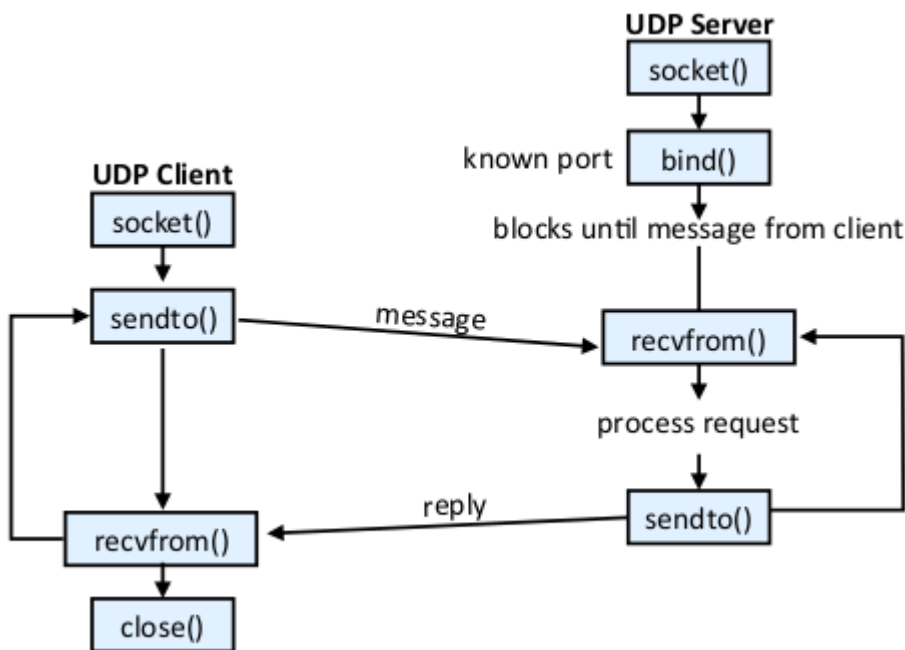 UDP Server
socket()
known port
bind()
UDP Client
socket()
blocks until message from client
sendto()
message
recvfrom()
process request
reply
sendto()
recvfrom()
close()